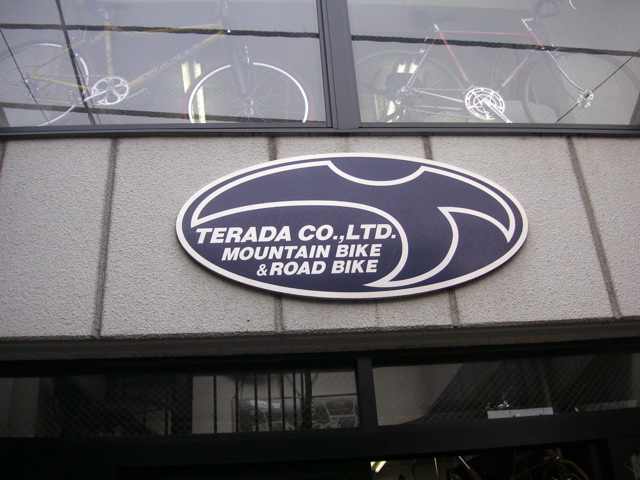 TERADA CO.,LTD.
MOUNTAIN BIKE
& ROAD BIKE